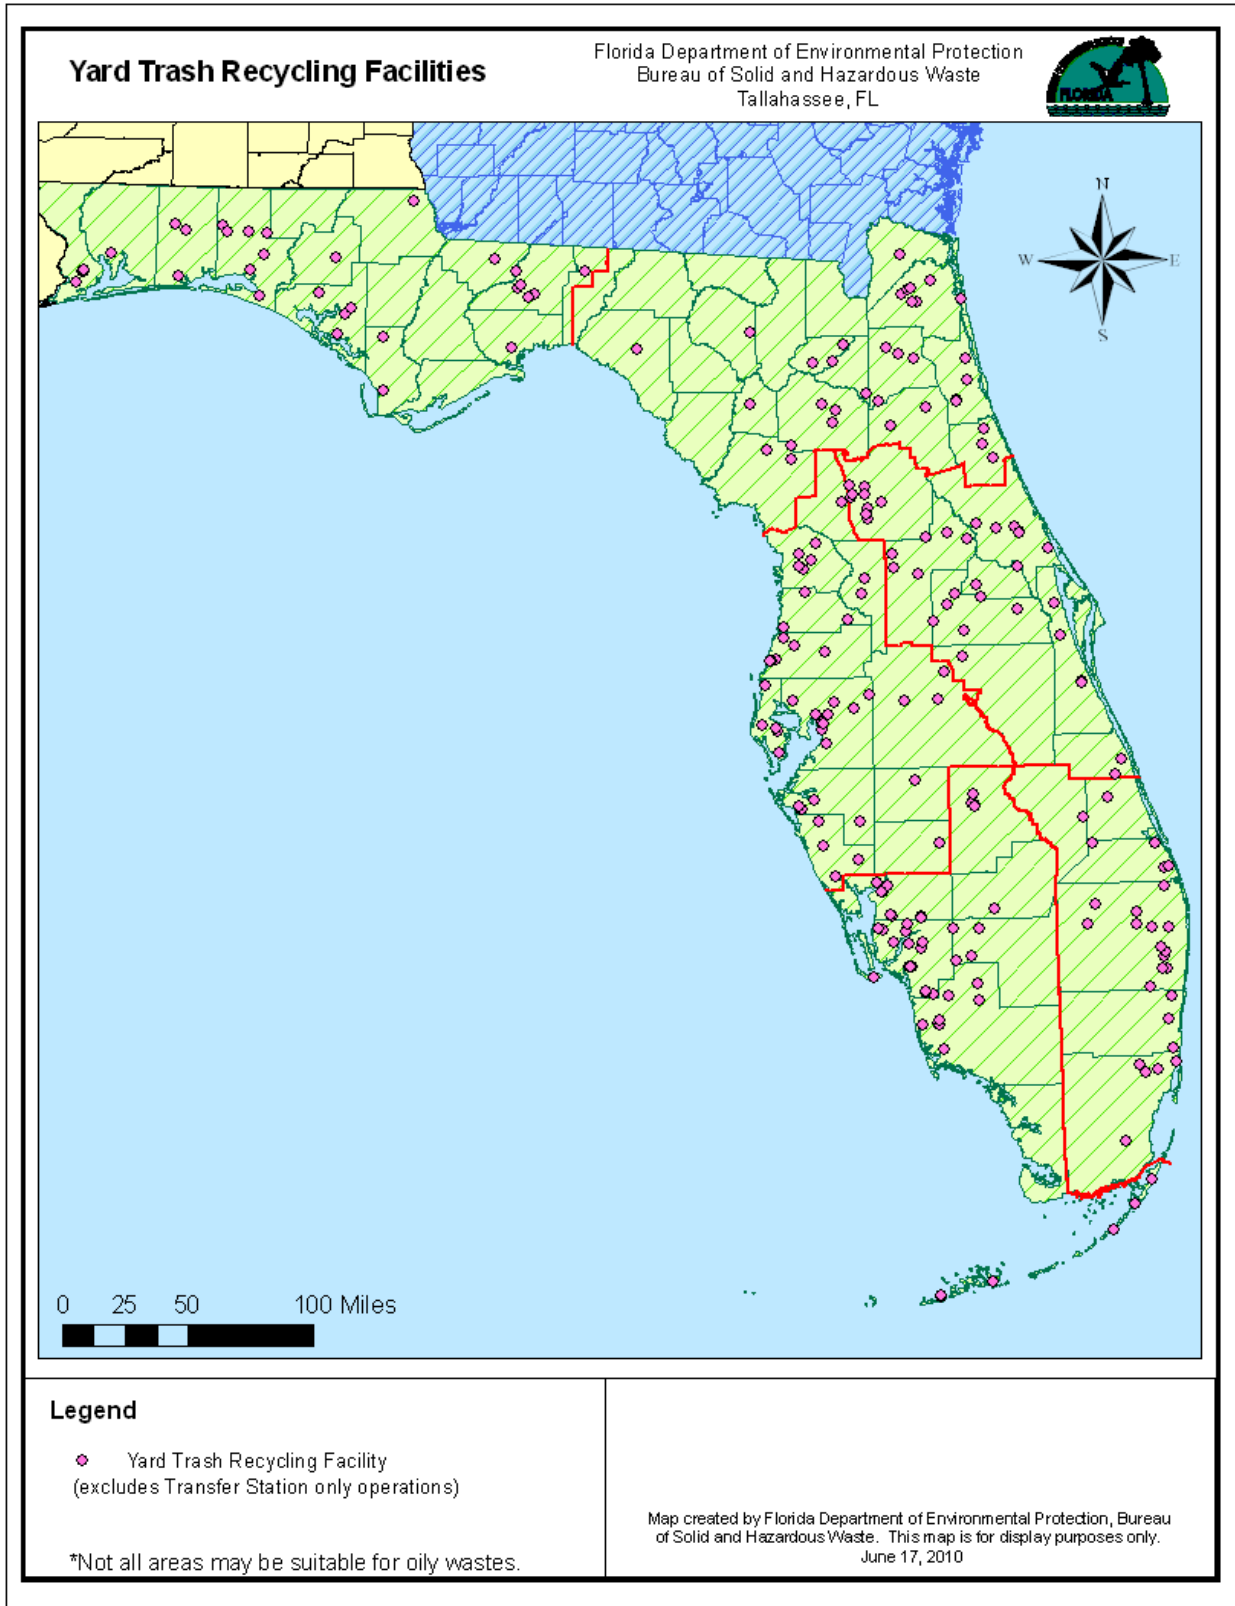 Yard Trash Recycling Facilities
Florida Department of Environmental Protection
Bureau of Solid and Hazardous Waste
Tallahassee, FL
FLORIDA
N
W
E
S
0 25 50 100 Miles
Legend
Yard Trash Recycling Facility
(excludes Transfer Station only operations)
*Not all areas may be suitable for oily wastes.
Map created by Florida Department of Environmental Protection, Bureau
of Solid and Hazardous Waste. This map is for display purposes only.
June 17, 2010